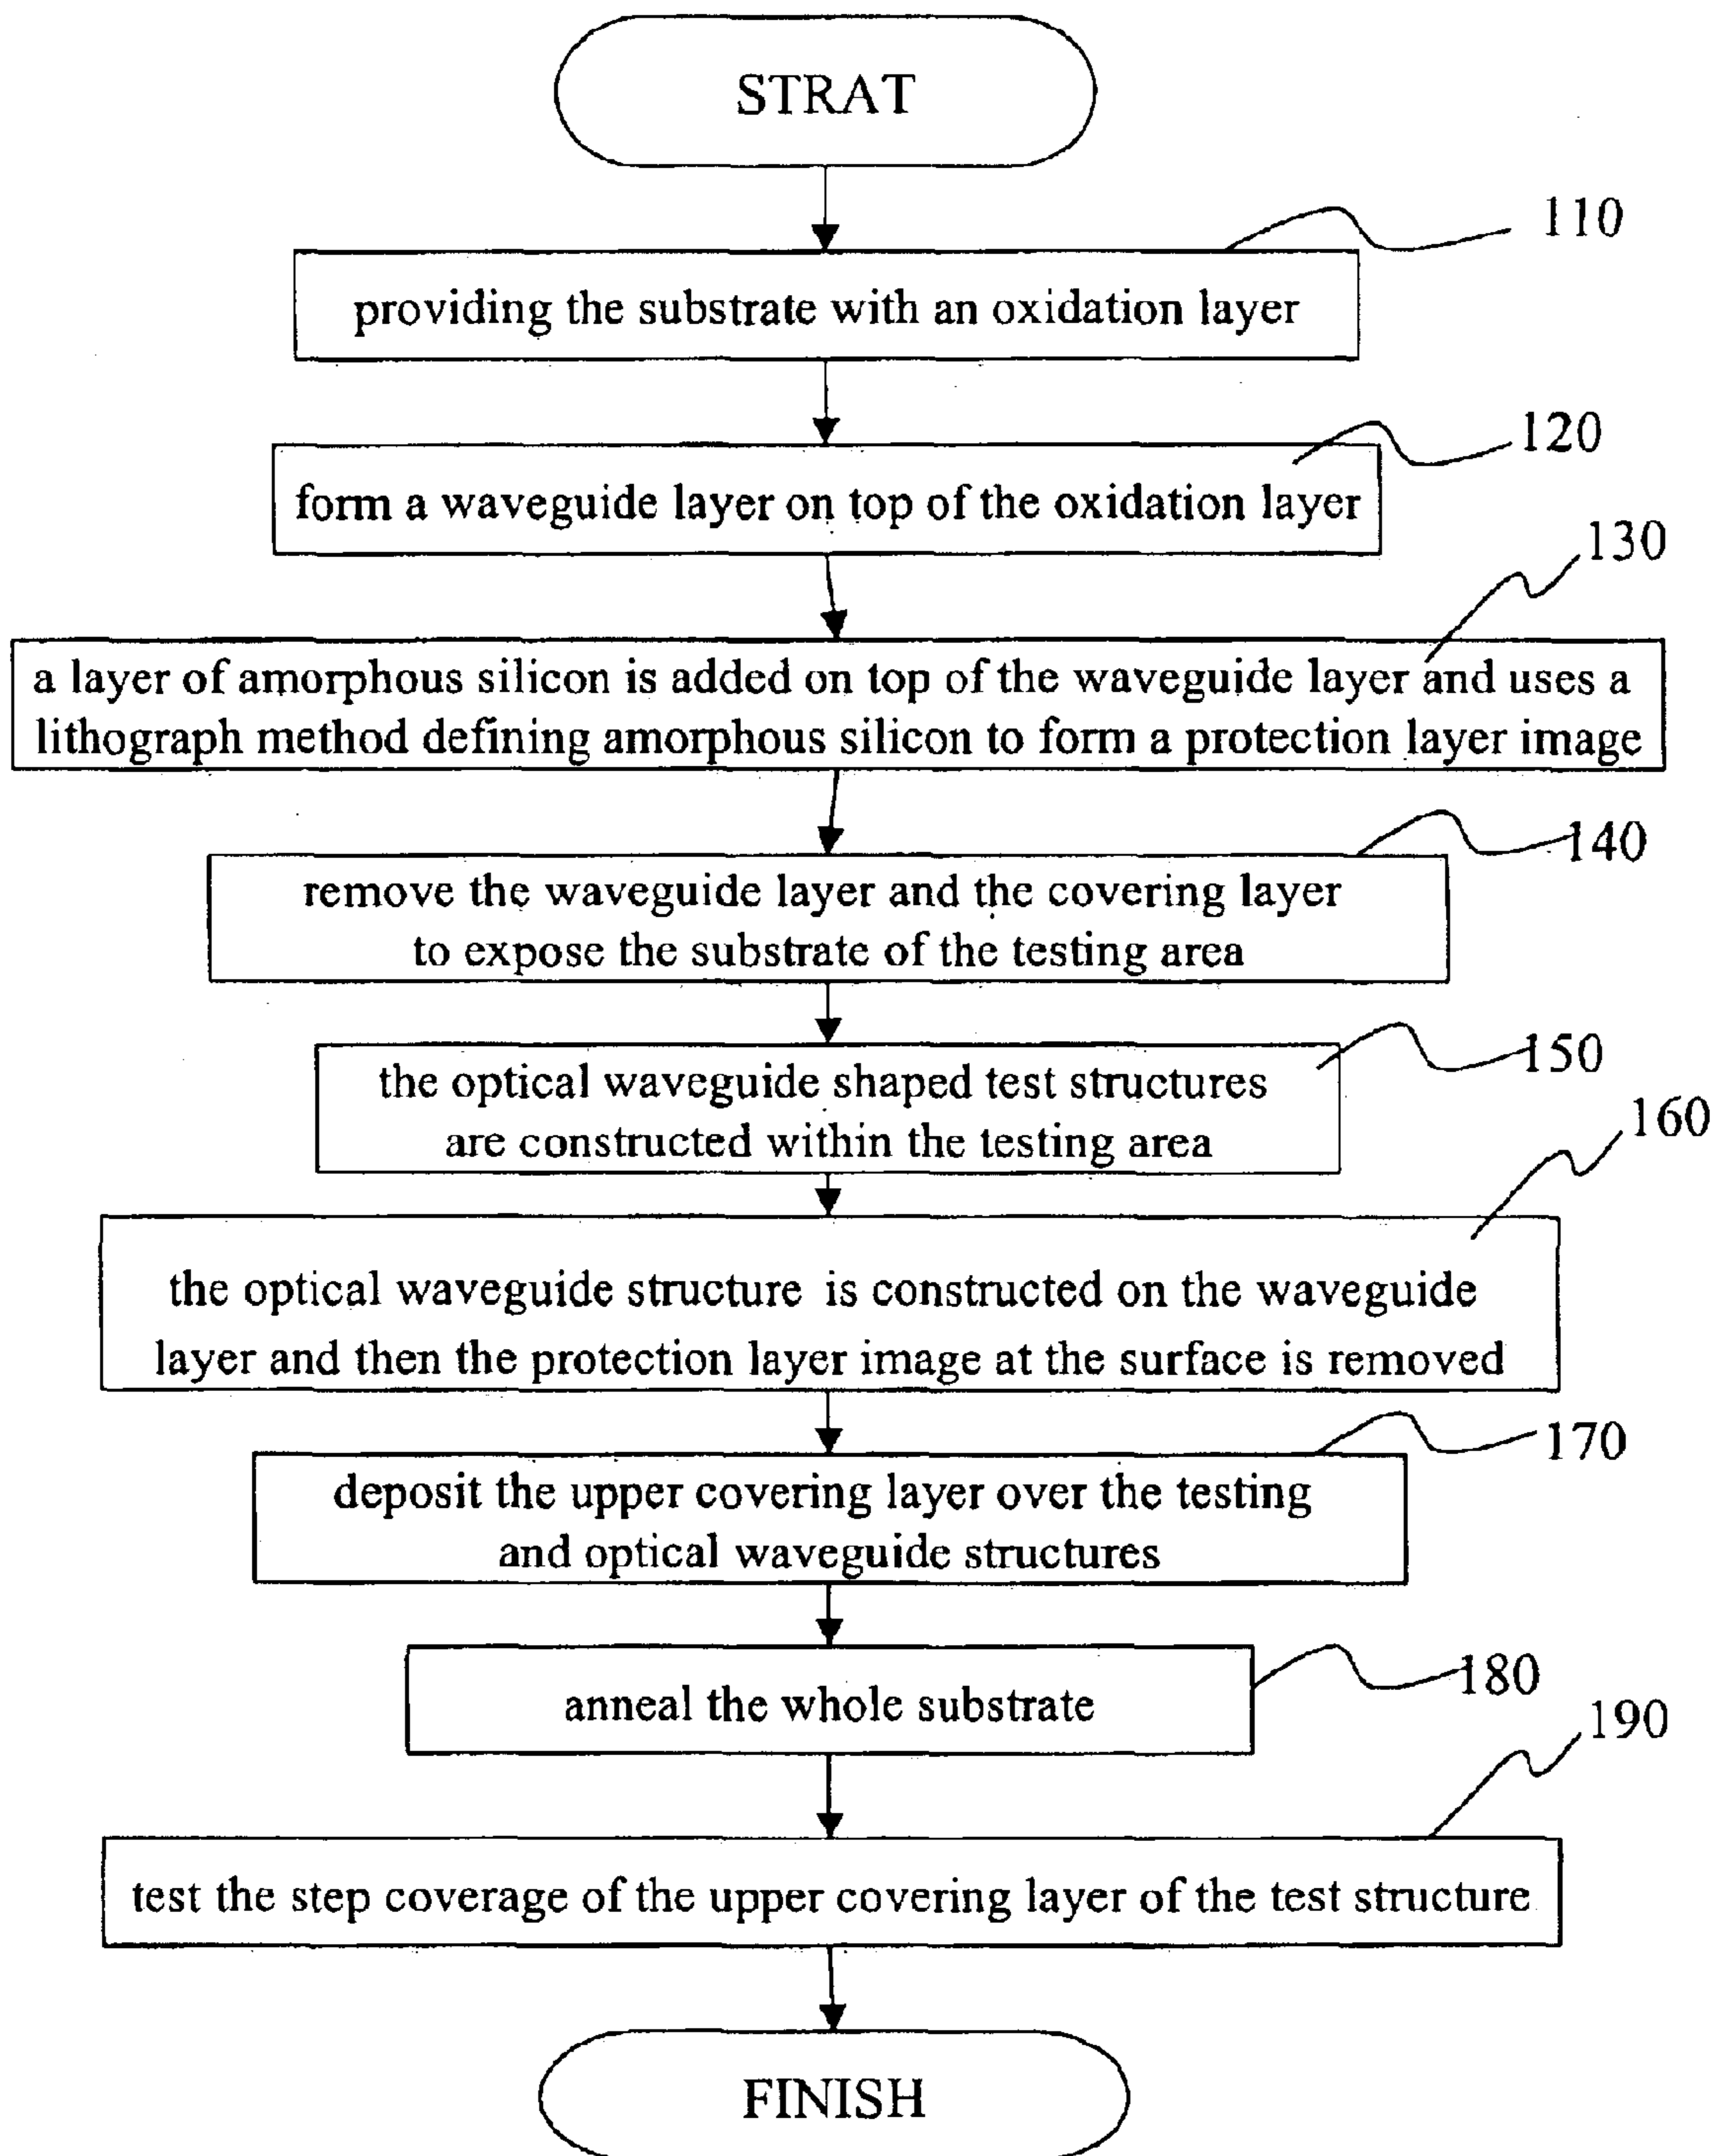 STRAT
110
providing the substrate with an oxidation layer
120
form a waveguide layer on top of the oxidation layer
130
a layer of amorphous silicon is added on top of the waveguide layer and uses a
lithograph method defining amorphous silicon to form a protection layer image
140
remove the waveguide layer and the covering layer
to expose the substrate of the testing area
150
the optical waveguide shaped test structures
are constructed within the testing area
160
the optical waveguide structure is constructed on the waveguide
layer and then the protection layer image at the surface is removed
170
deposit the upper covering layer over the testing
and optical waveguide structures
180
anneal the whole substrate
190
test the step coverage of the upper covering layer of the test structure
FINISH